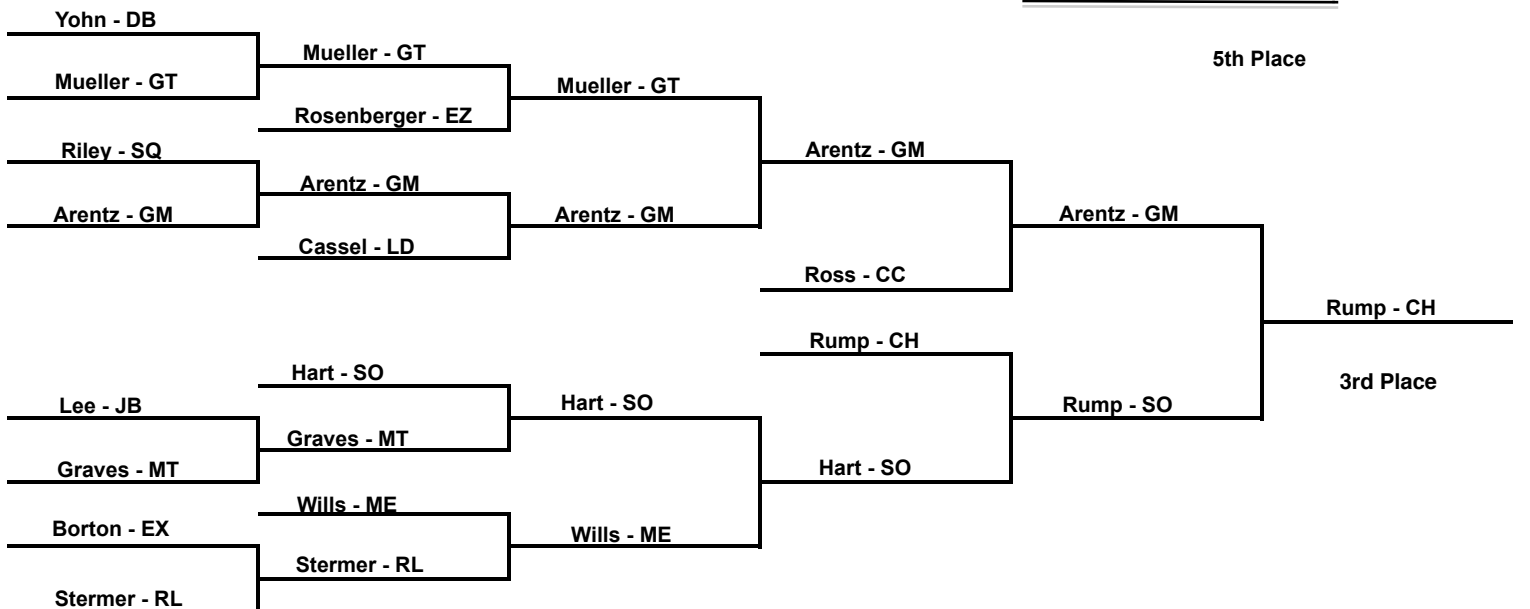 Yohn - DB
Mueller - GT
5th Place
Mueller - GT
Mueller - GT
Rosenberger - EZ
Riley - SQ
Arentz - GM
Arentz - GM
Arentz - GM
Arentz - GM
Arentz - GM
Cassel - LD
Ross - CC
Rump - CH
Rump - CH
Hart - SO
3rd Place
Lee - JB
Hart - SO
Rump - SO
Graves - MT
Graves - MT
Hart - SO
Wills - ME
Borton - EX
Wills - ME
Stermer - RL
Stermer - RL